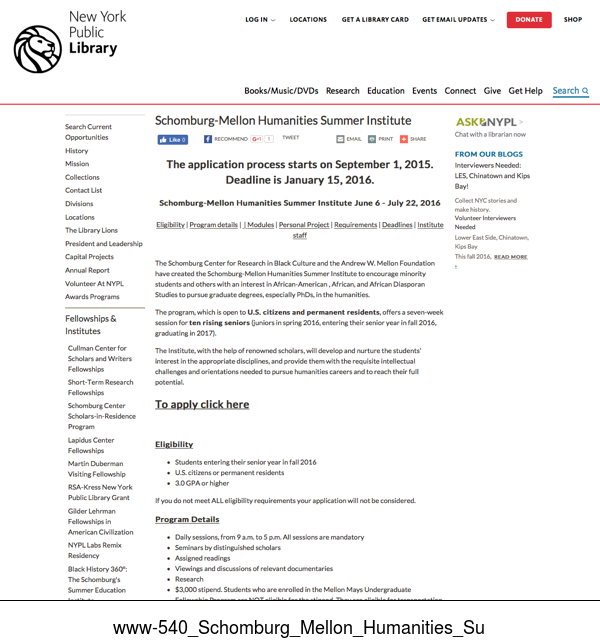 New York
Public
Library
LOG IN
LOCATIONS
GET A LIBRARY CARD
GET EMAIL UPDATES
DONATE
SHOP
Books/Music/DVDs Research Education Events Connect Give Get Help Search
Search Current
Opportunities
History
Mission
Collections
Contact List
Divisions
Locations
The Library Lions
President and Leadership
Capital Projects
Annual Report
Volunteer At NYPL
Awards Programs
Fellowships &
Institutes
Cullman Center for
Scholars and Writers
Fellowships
Short-Term Research
Fellowships
Schomburg Center
Scholars-in-Residence
Program
Lapidus Center
Fellowships
Martin Duberman
Visiting Fellowship
RSA-Kress New York
Public Library Grant
Gilder Lehrman
Fellowships in
American Civilization
NYPL Labs Remix
Residency
Black History 360°:
The Schomburg's
Summer Education
Schomburg-Mellon Humanities Summer Institute
Like 0
RECOMMEND
G+1
1
TWEET
EMAIL
PRINT
SHARE
The application process starts on September 1, 2015.
Deadline is January 15, 2016.
Schomburg-Mellon Humanities Summer Institute June 6 - July 22, 2016
Eligibility | Program details | ] Modules | Personal Project | Requirements | Deadlines | Institute
staff
The Schomburg Center for Research in Black Culture and the Andrew W. Mellon Foundation
have created the Schomburg-Mellon Humanities Summer Institute to encourage minority
students and others with an interest in African-American , African, and African Diasporan
Studies to pursue graduate degrees, especially PhDs, in the humanities.
The program, which is open to U.S. citizens and permanent residents, offers a seven-week
session for ten rising seniors (juniors in spring 2016, entering their senior year in fall 2016,
graduating in 2017).
The Institute, with the help of renowned scholars, will develop and nurture the students'
interest in the appropriate disciplines, and provide them with the requisite intellectual
challenges and orientations needed to pursue humanities careers and to reach their full
potential.
To apply click here
Eligibility
• Students entering their senior year in fall 2016
• U.S. citizens or permanent residents
• 3.0 GPA or higher
If you do not meet ALL eligibility requirements your application will not be considered.
Program Details
• Daily sessions, from 9 a.m. to 5 p.m. All sessions are mandatory
• Seminars by distinguished scholars
• Assigned readings
• Viewings and discussions of relevant documentaries
• Research
• $3,000 stipend. Students who are enrolled in the Mellon Mays Undergraduate
ASK NYPL >
Chat with a librarian now
FROM OUR BLOGS
Interviewers Needed:
LES, Chinatown and Kips
Bay!
Collect NYC stories and
make history.
Volunteer Interviewers
Needed
Lower East Side, Chinatown,
Kips Bay
This fall 2016, READ MORE
www-540_Schomburg_Mellon_Humanities_Su